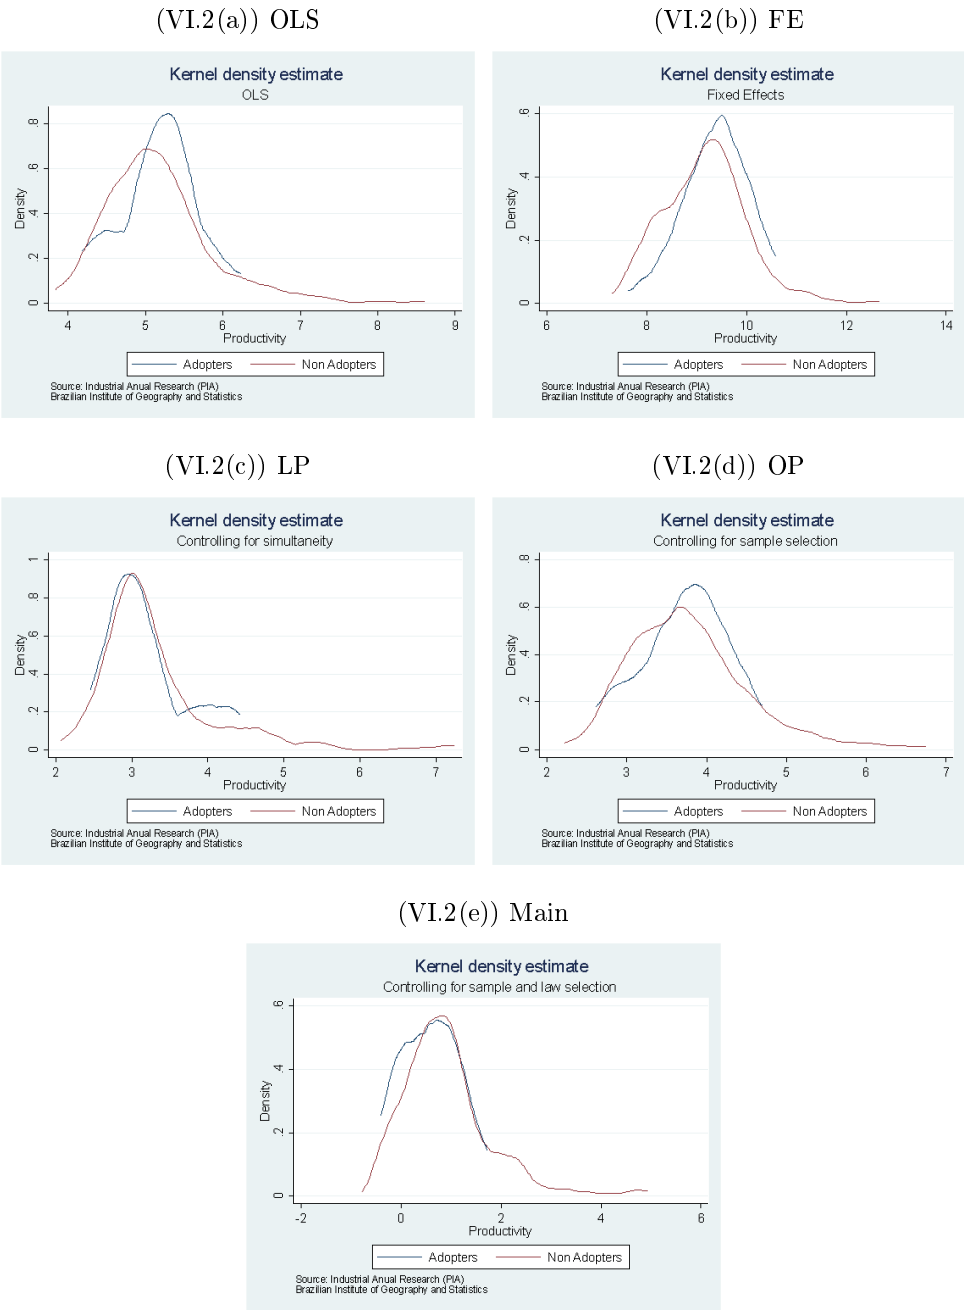 (VI.2(a)) OLS
Kernel density estimate
OLS
Density
0 .2 .4 .6 .8
4 5 6 7 8 9
Productivity
Adopters Non Adopters
Source: Industrial Anual Research (PIA)
Brazilian Institute of Geography and Statistics
(VI.2(b)) FE
Kernel density estimate
Fixed Effects
Density
0 .2 .4 .6
6 8 10 12 14
Productivity
Adopters Non Adopters
Source: Industrial Anual Research (PIA)
Brazilian Institute of Geography and Statistics
(VI.2(c)) LP
Kernel density estimate
Controlling for simultaneity
Density
0 .2 .4 .6 .8 1
2 3 4 5 6 7
Productivity
Adopters Non Adopters
Source: Industrial Anual Research (PIA)
Brazilian Institute of Geography and Statistics
(VI.2(d)) OP
Kernel density estimate
Controlling for sample selection
Density
0 .2 .4 .6 .8
2 3 4 5 6 7
Productivity
Adopters Non Adopters
Source: Industrial Anual Research (PIA)
Brazilian Institute of Geography and Statistics
(VI.2(e)) Main
Kernel density estimate
Controlling for sample and law selection
Density
0 .2 .4 .6
-2 0 2 4 6
Productivity
Adopters Non Adopters
Source: Industrial Anual Research (PIA)
Brazilian Institute of Geography and Statistics